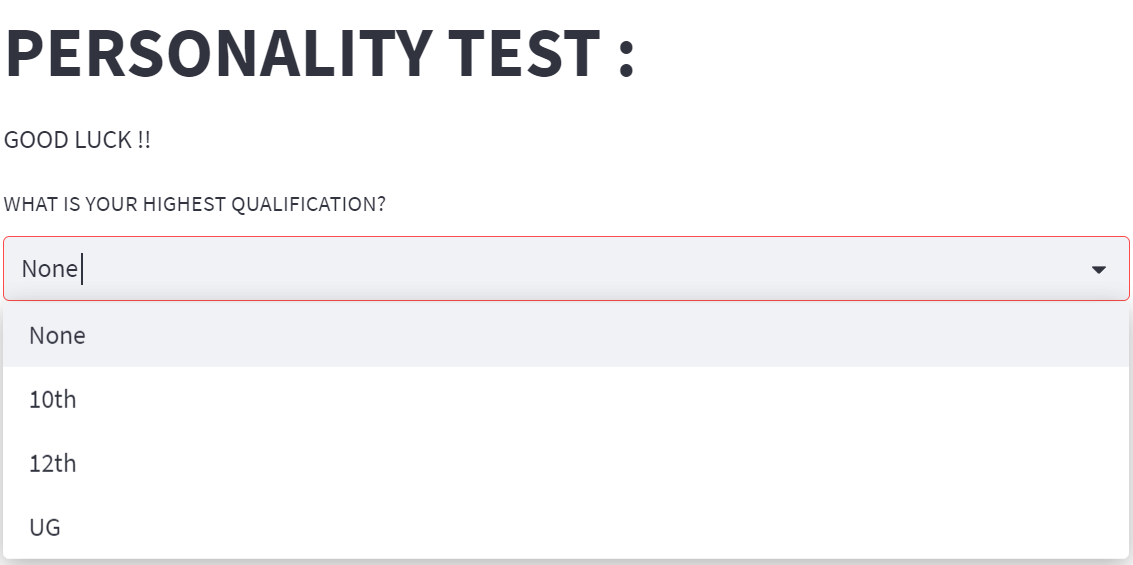 PERSONALITY TEST :
GOOD LUCK !!
WHAT IS YOUR HIGHEST QUALIFICATION?
None
None
10th
12th
UG